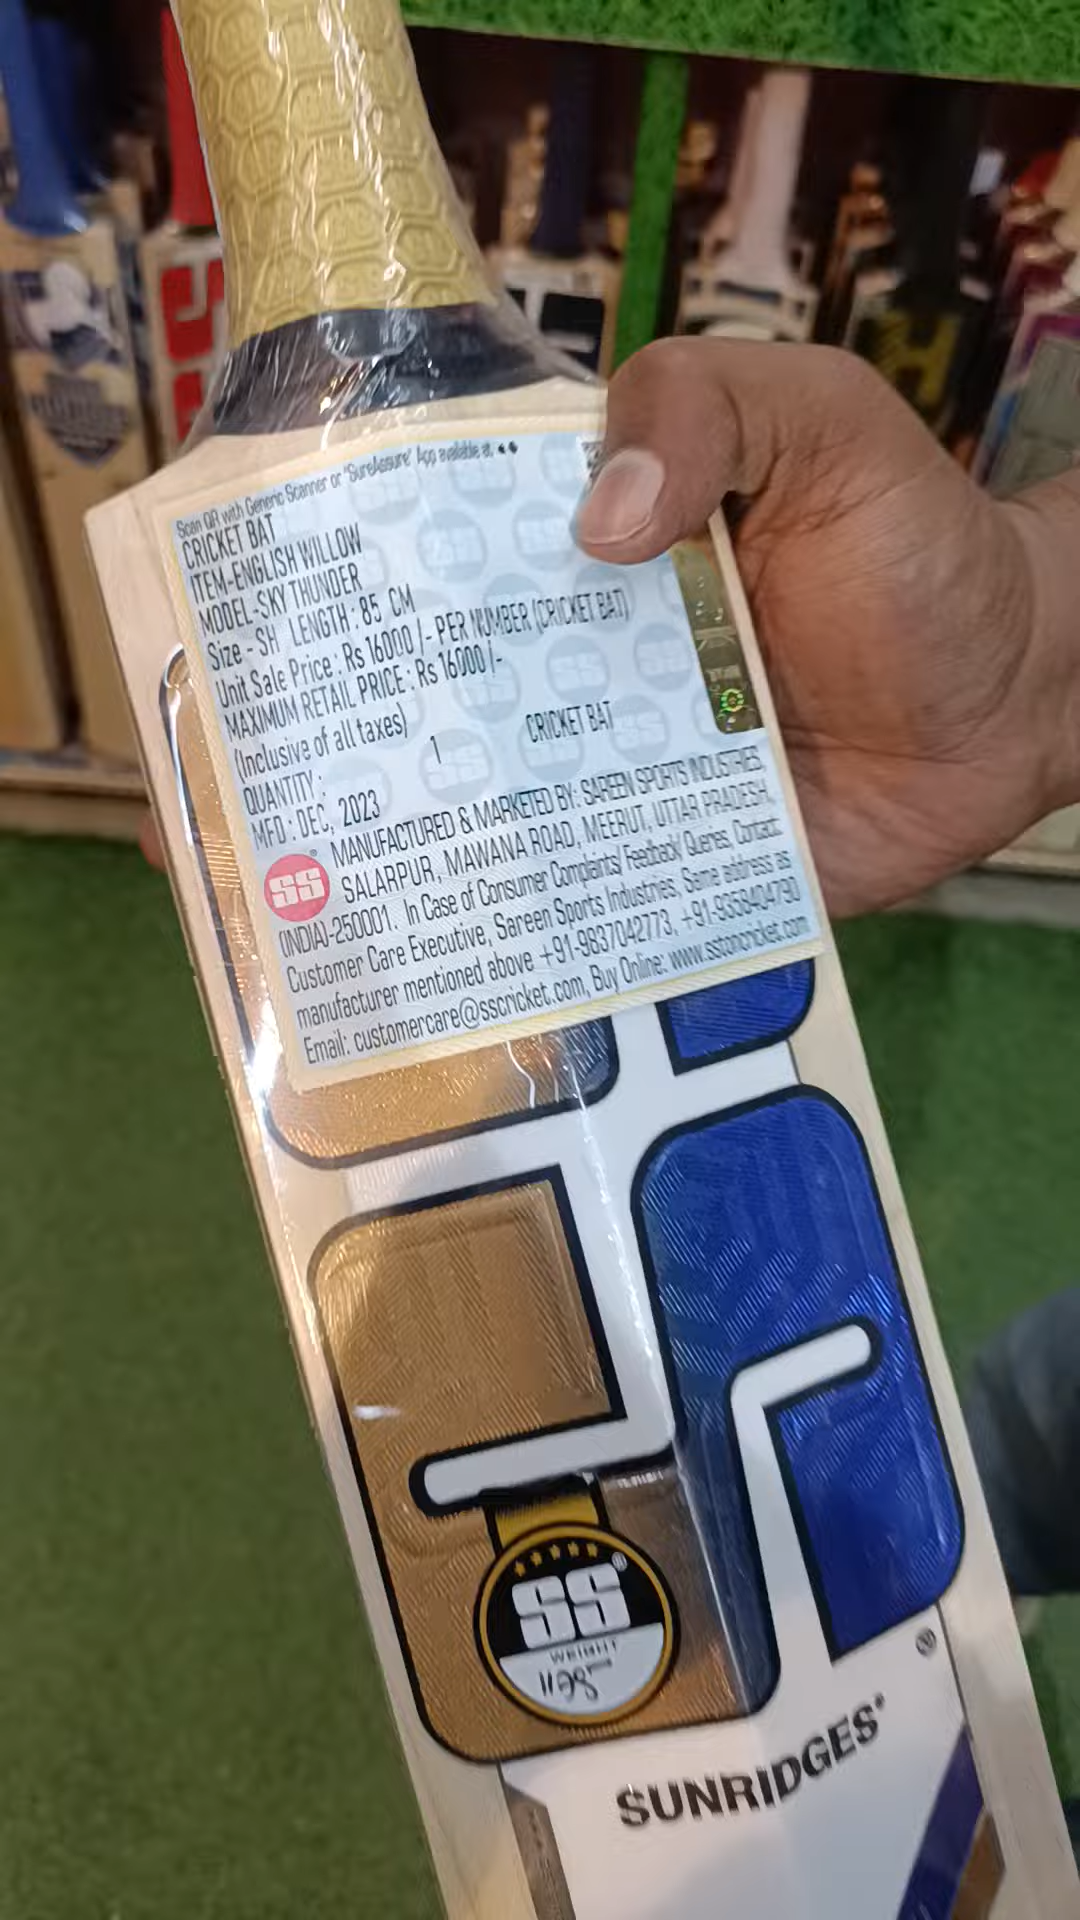 Scan QR with Generic Scanner or "SureAssure" App available at:
CRICKET BAT
ITEM-ENGLISH WILLOW
MODEL-SKY THUNDER
Size - SH LENGTH : 85 CM
Unit Sale Price : Rs 16000 /- PER NUMBER (CRICKET BAT)
MAXIMUM RETAIL PRICE : Rs 16000 /-
(Inclusive of all taxes)
QUANTITY : 1 CRICKET BAT
MFD : DEC, 2023
SS ®
MANUFACTURED & MARKETED BY: SAREEN SPORTS INDUSTRIES,
SALARPUR, MAWANA ROAD, MEERUT, UTTAR PRADESH,
(INDIA)-250001. In Case of Consumer Complaints/ Feedback/ Queries, Contact:
Customer Care Executive, Sareen Sports Industries, Same address as
manufacturer mentioned above +91-9837042773, +91-9358404790
Email: customercare@sscricket.com, Buy Online: www.sstoncricket.com
SS®
WEIGHT
SUNRIDGES®